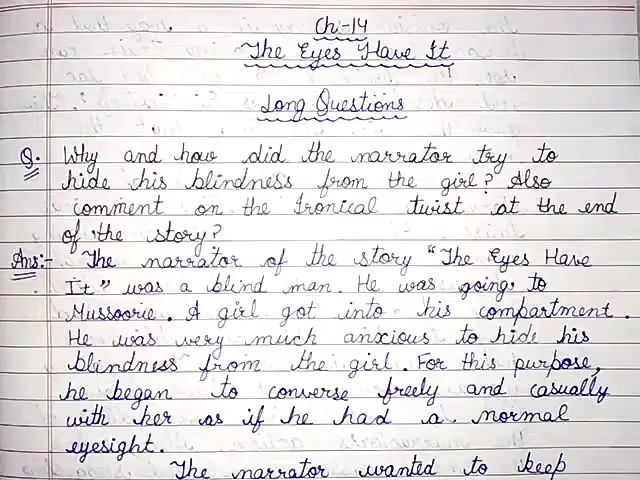 Ch-14
The Eyes Have It
Long Questions
Q. Why and how did the narrator try to
hide his blindness from the girl? Also
comment on the Ironical twist at the end
of the story?
Ans:- The narrator of the story "The Eyes Have
It" was a blind man. He was going to
Mussoorie. A girl got into his compartment.
He was very much anxious to hide his
blindness from the girl. For this purpose,
he began to converse freely and casually
with her as if he had a normal
eyesight.
The narrator wanted to keep